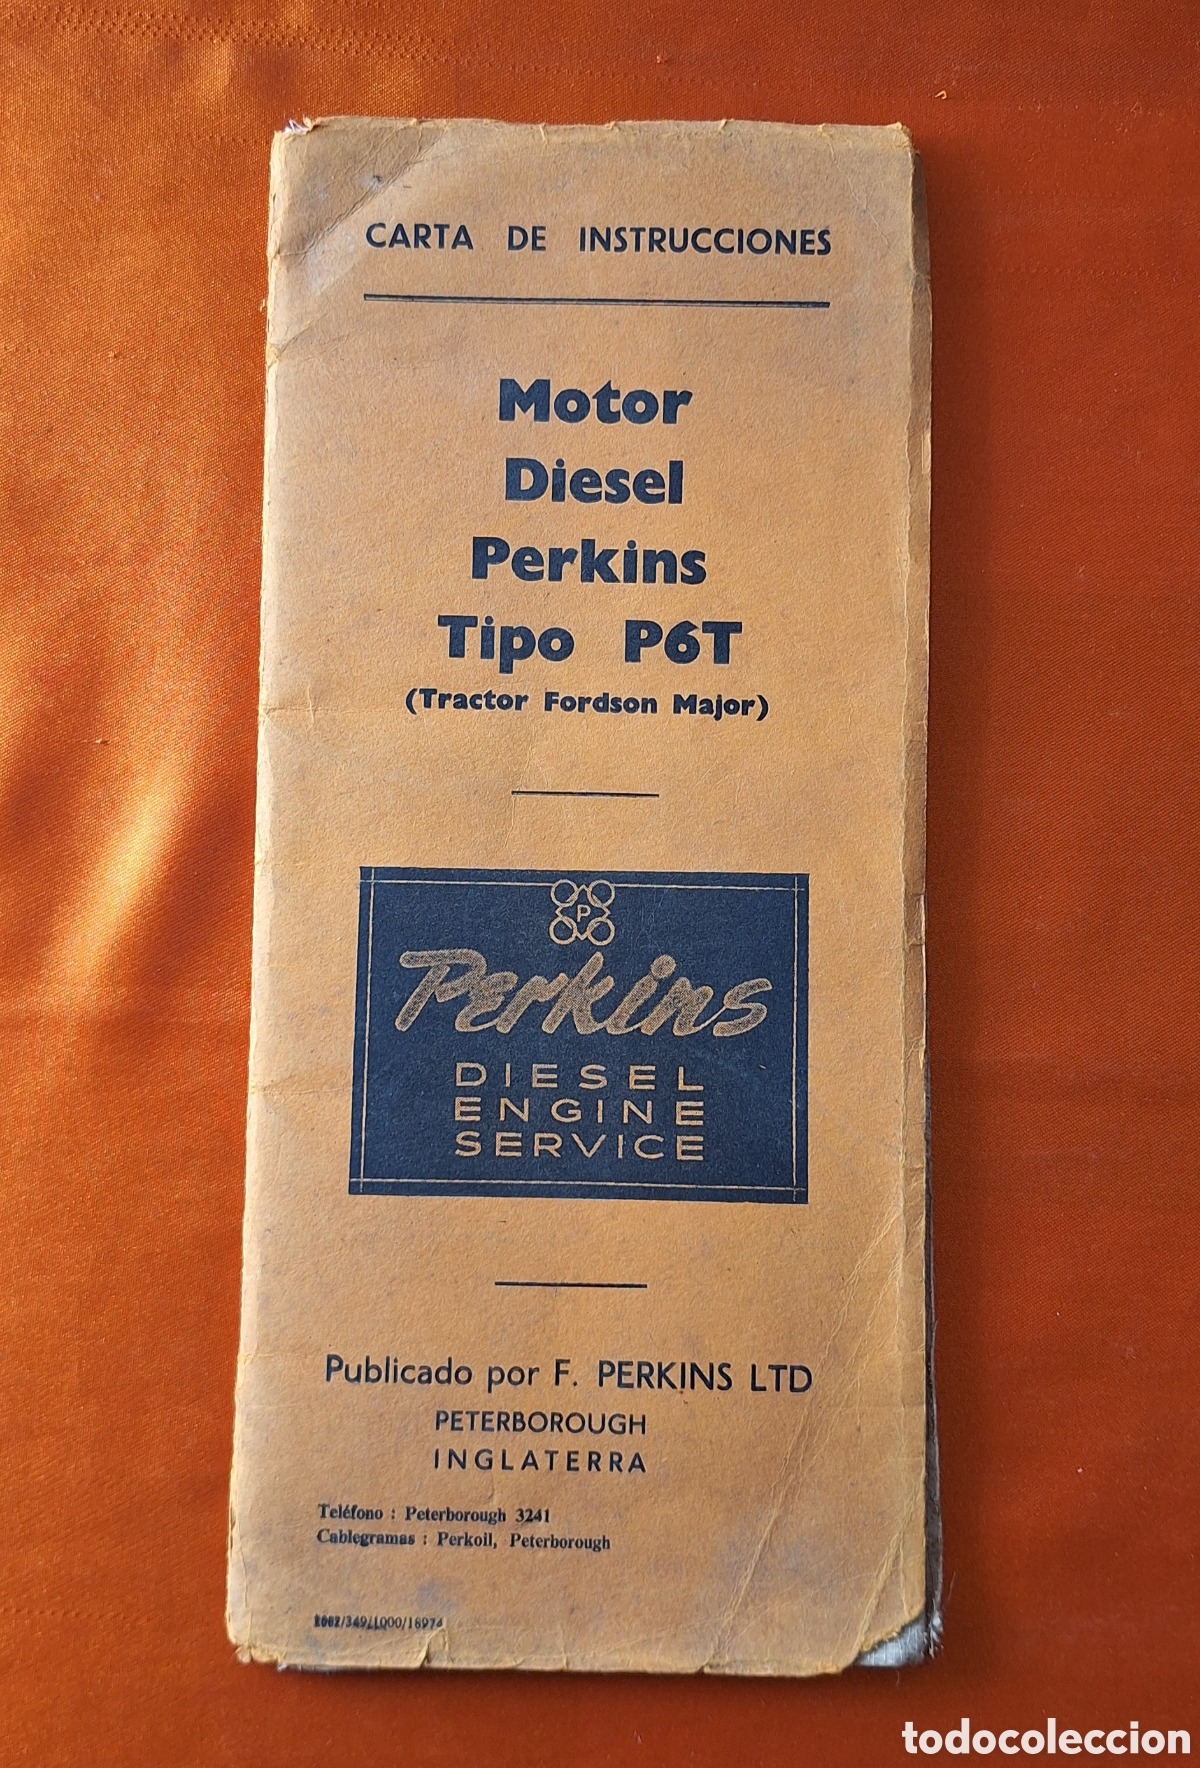 CARTA DE INSTRUCCIONES
Motor
Diesel
Perkins
Tipo P6T
(Tractor Fordson Major)
P
Perkins
DIESEL
ENGINE
SERVICE
Publicado por F. PERKINS LTD
PETERBOROUGH
INGLATERRA
Teléfono : Peterborough 3241
Cablegramas : Perkoil, Peterborough
todocoleccion